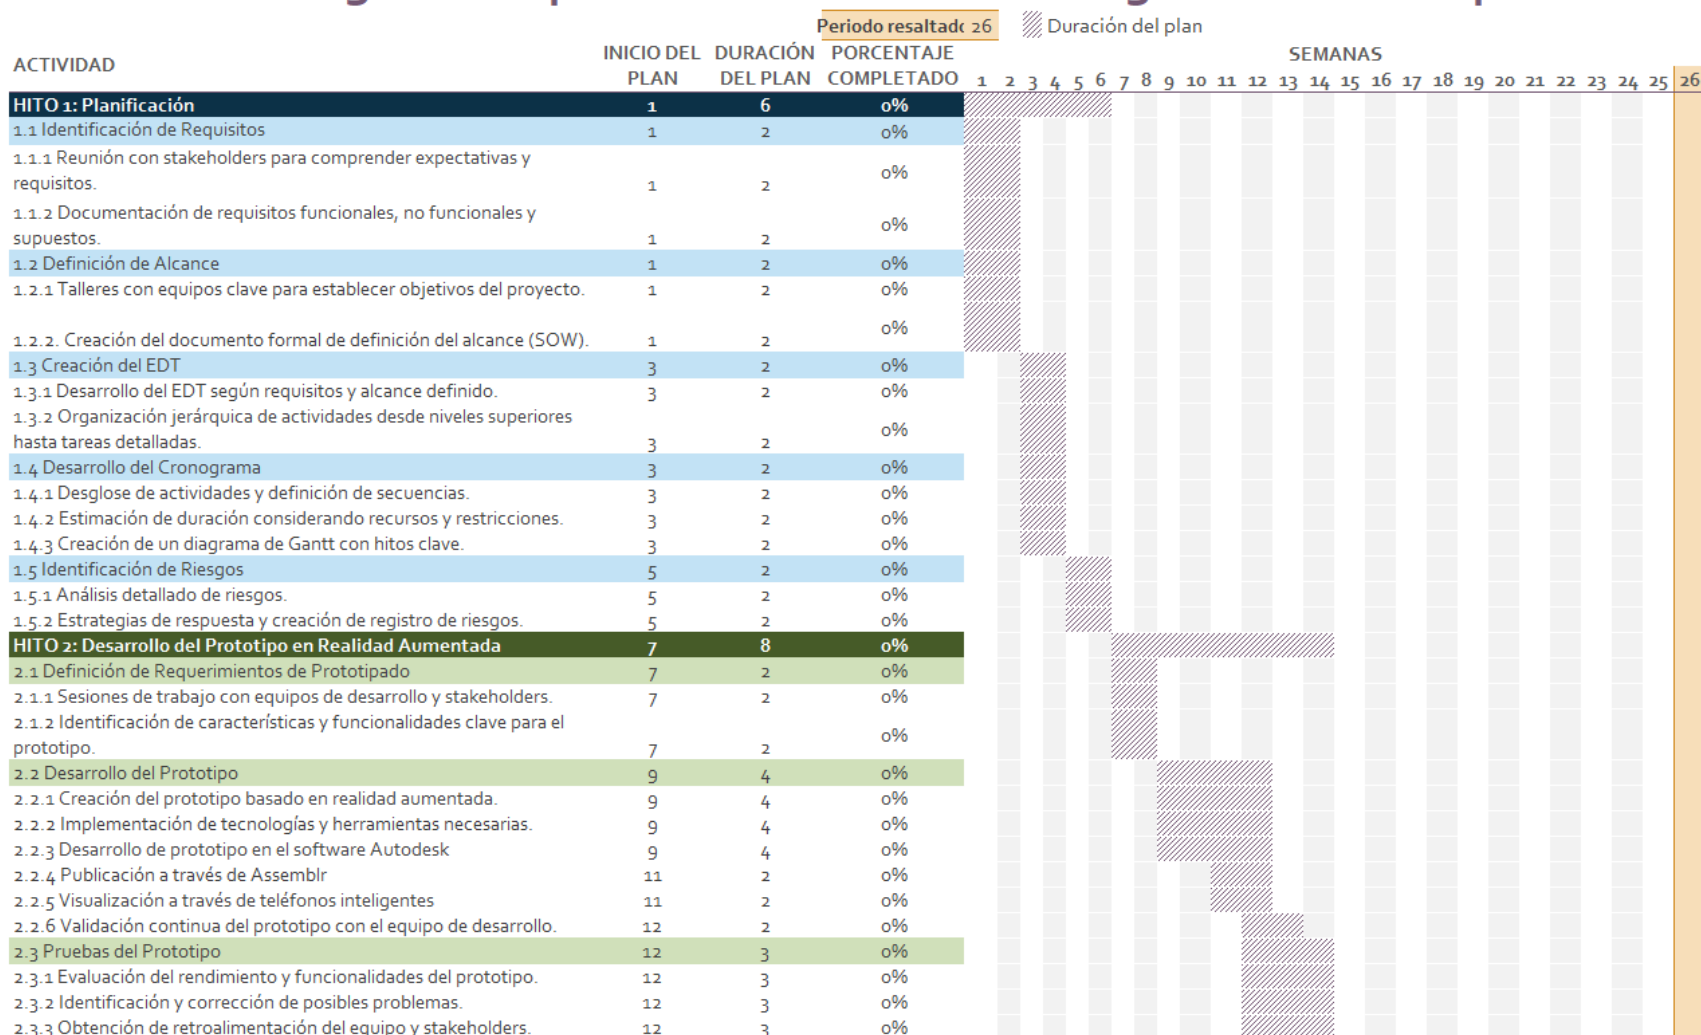 Periodo resaltado 26 Duración del plan
ACTIVIDAD INICIO DEL PLAN DURACIÓN DEL PLAN PORCENTAJE COMPLETADO SEMANAS
1 2 3 4 5 6 7 8 9 10 11 12 13 14 15 16 17 18 19 20 21 22 23 24 25 26
HITO 1: Planificación 1 6 0%
1.1 Identificación de Requisitos 1 2 0%
1.1.1 Reunión con stakeholders para comprender expectativas y
requisitos. 1 2 0%
1.1.2 Documentación de requisitos funcionales, no funcionales y
supuestos. 1 2 0%
1.2 Definición de Alcance 1 2 0%
1.2.1 Talleres con equipos clave para establecer objetivos del proyecto. 1 2 0%
1.2.2. Creación del documento formal de definición del alcance (SOW). 1 2 0%
1.3 Creación del EDT 3 2 0%
1.3.1 Desarrollo del EDT según requisitos y alcance definido. 3 2 0%
1.3.2 Organización jerárquica de actividades desde niveles superiores
hasta tareas detalladas. 3 2 0%
1.4 Desarrollo del Cronograma 3 2 0%
1.4.1 Desglose de actividades y definición de secuencias. 3 2 0%
1.4.2 Estimación de duración considerando recursos y restricciones. 3 2 0%
1.4.3 Creación de un diagrama de Gantt con hitos clave. 3 2 0%
1.5 Identificación de Riesgos 5 2 0%
1.5.1 Análisis detallado de riesgos. 5 2 0%
1.5.2 Estrategias de respuesta y creación de registro de riesgos. 5 2 0%
HITO 2: Desarrollo del Prototipo en Realidad Aumentada 7 8 0%
2.1 Definición de Requerimientos de Prototipado 7 2 0%
2.1.1 Sesiones de trabajo con equipos de desarrollo y stakeholders. 7 2 0%
2.1.2 Identificación de características y funcionalidades clave para el
prototipo. 7 2 0%
2.2 Desarrollo del Prototipo 9 4 0%
2.2.1 Creación del prototipo basado en realidad aumentada. 9 4 0%
2.2.2 Implementación de tecnologías y herramientas necesarias. 9 4 0%
2.2.3 Desarrollo de prototipo en el software Autodesk 9 4 0%
2.2.4 Publicación a través de Assemblr 11 2 0%
2.2.5 Visualización a través de teléfonos inteligentes 11 2 0%
2.2.6 Validación continua del prototipo con el equipo de desarrollo. 12 2 0%
2.3 Pruebas del Prototipo 12 3 0%
2.3.1 Evaluación del rendimiento y funcionalidades del prototipo. 12 3 0%
2.3.2 Identificación y corrección de posibles problemas. 12 3 0%
2.3.3 Obtención de retroalimentación del equipo y stakeholders. 12 3 0%